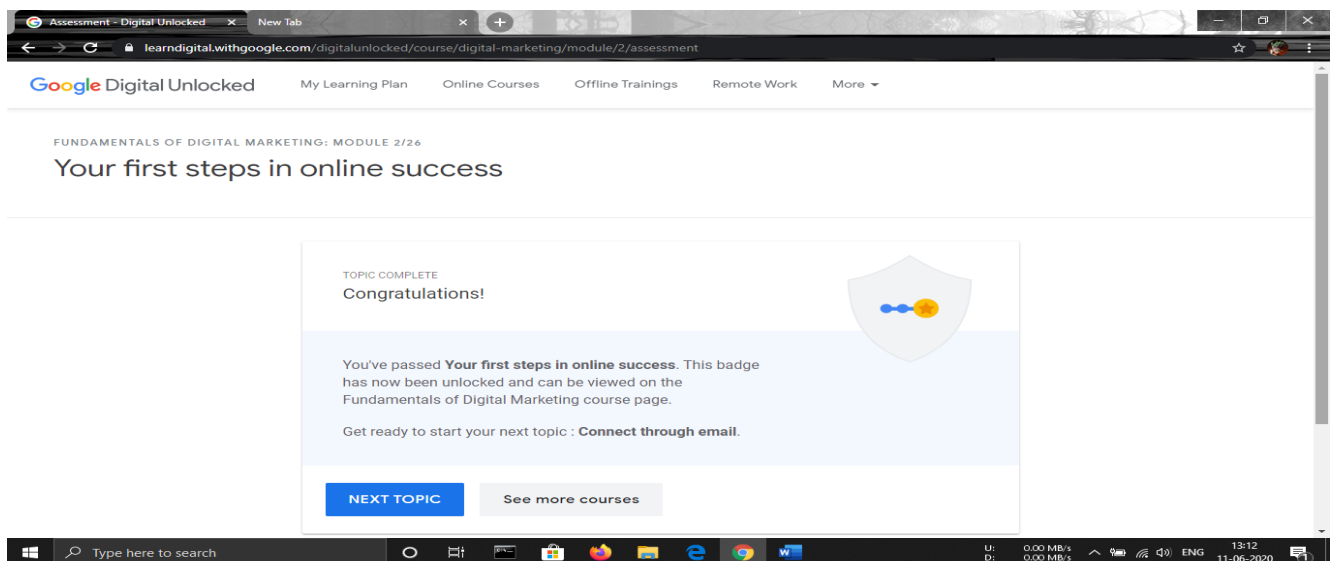 Assessment - Digital Unlocked
New Tab
learndigital.withgoogle.com/digitalunlocked/course/digital-marketing/module/2/assessment
Google Digital Unlocked My Learning Plan Online Courses Offline Trainings Remote Work More
FUNDAMENTALS OF DIGITAL MARKETING: MODULE 2/26
Your first steps in online success
TOPIC COMPLETE
Congratulations!
You've passed Your first steps in online success. This badge
has now been unlocked and can be viewed on the
Fundamentals of Digital Marketing course page.
Get ready to start your next topic : Connect through email.
NEXT TOPIC See more courses
Type here to search
U: 0.00 MB/s
D: 0.00 MB/s
ENG
13:12
11-06-2020